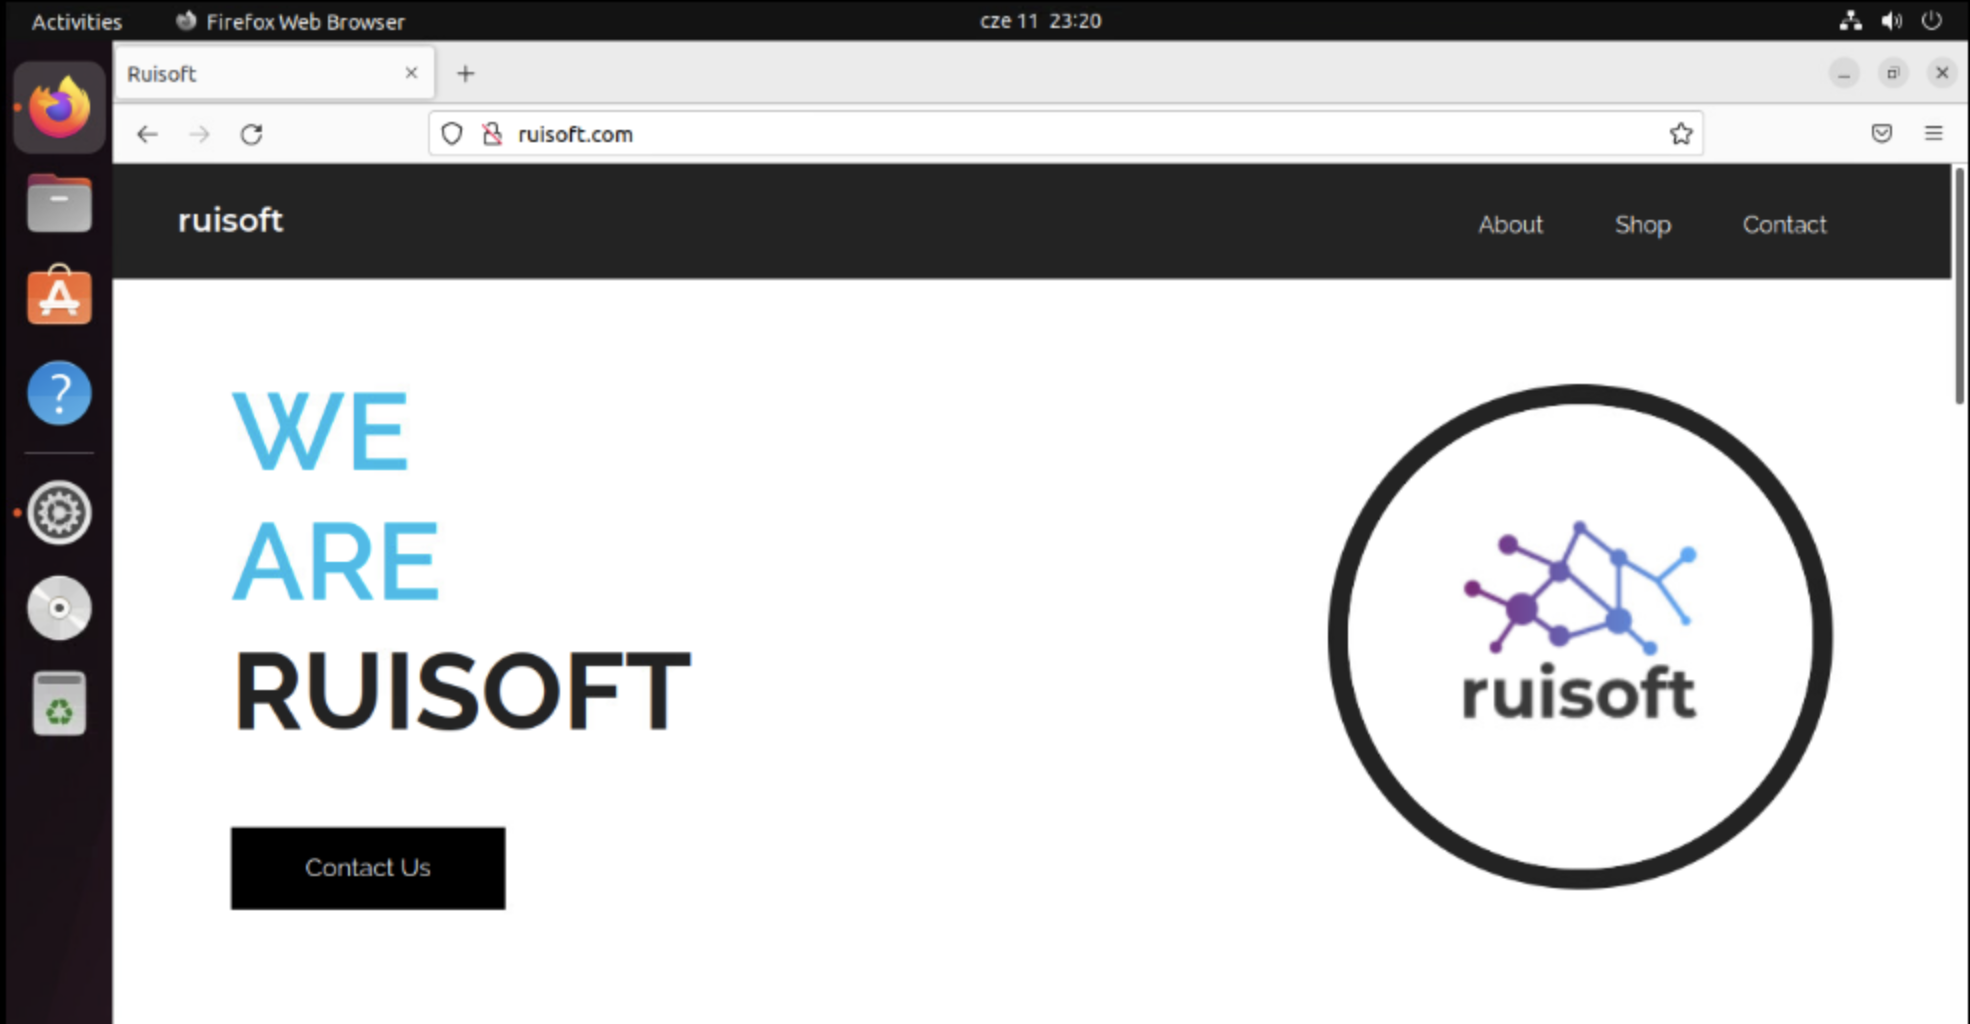 Activities Firefox Web Browser cze 11 23:20
Ruisoft
ruisoft.com
ruisoft About Shop Contact
WE
ARE
RUISOFT
ruisoft
Contact Us